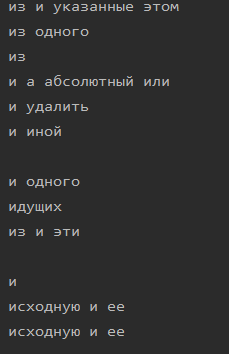 из и указанные этом
из одного
из
и а абсолютный или
и удалить
и иной
и одного
идущих
из и эти
и
исходную и ее
исходную и ее